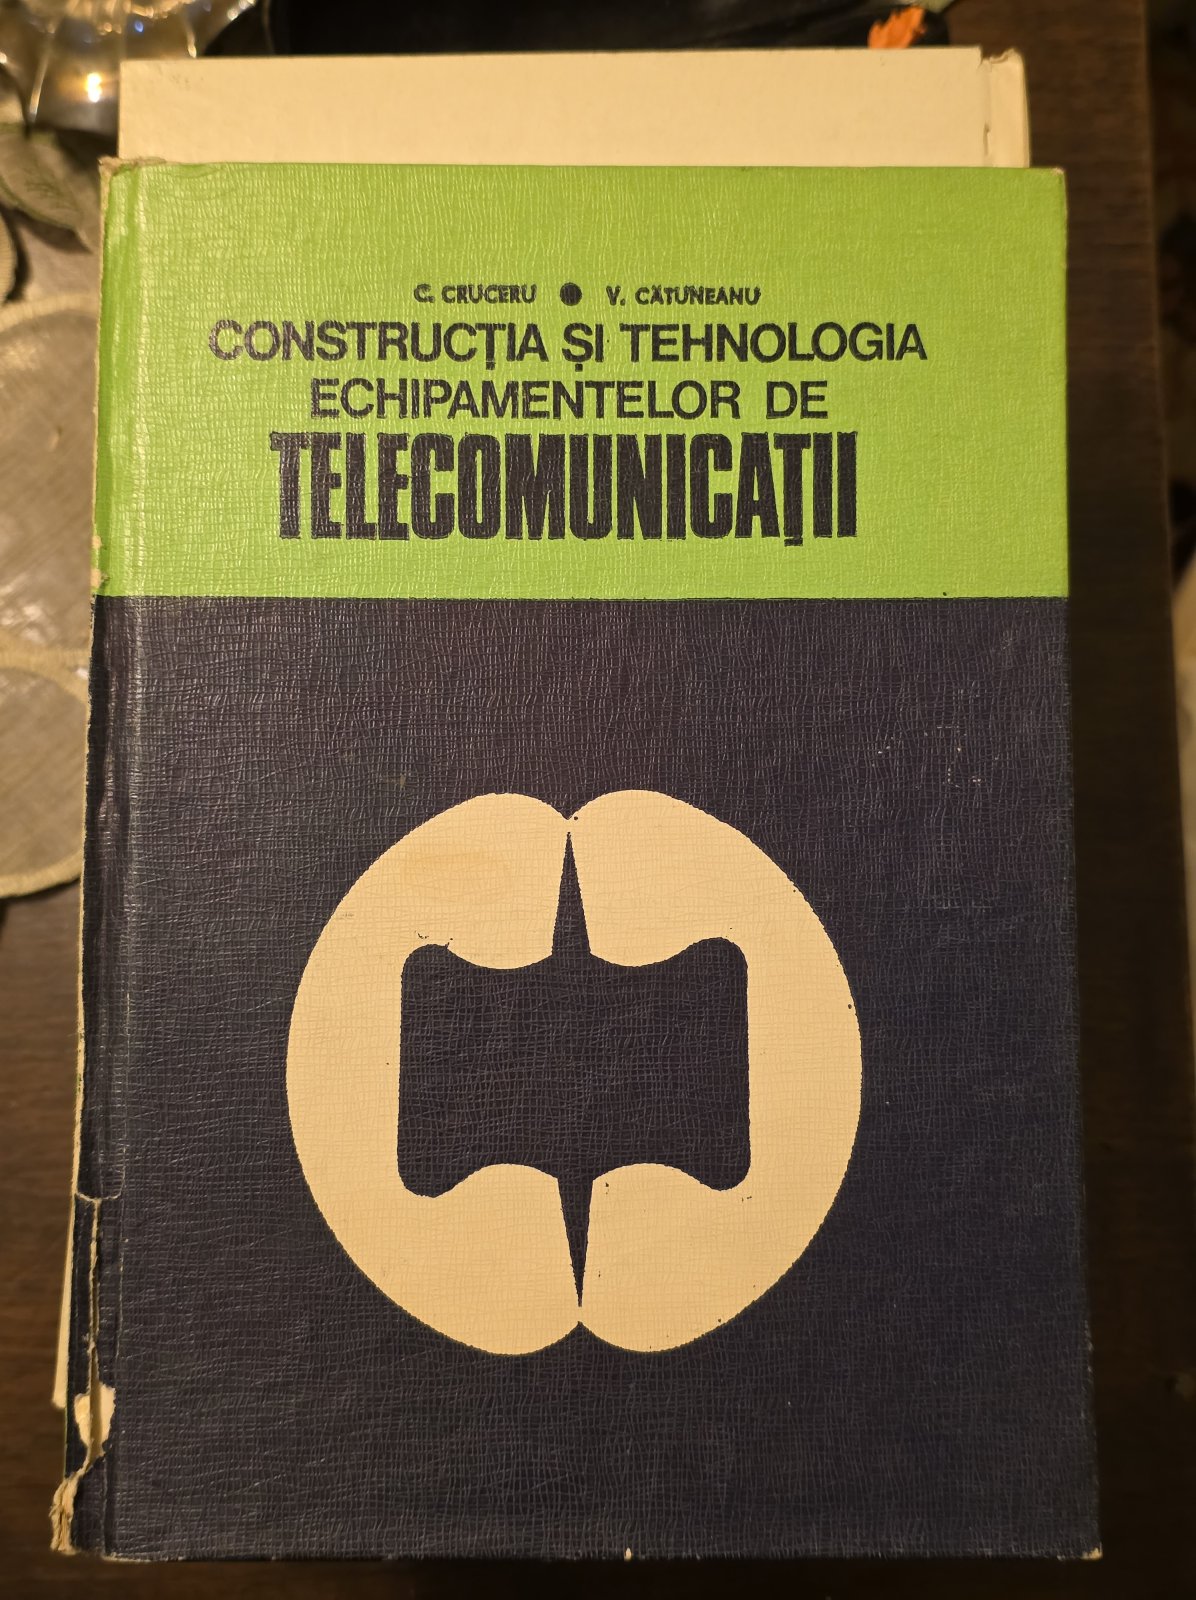 C. CRUCERU ● V. CĂTUNEANU
CONSTRUCȚIA ȘI TEHNOLOGIA
ECHIPAMENTELOR DE
TELECOMUNICAȚII